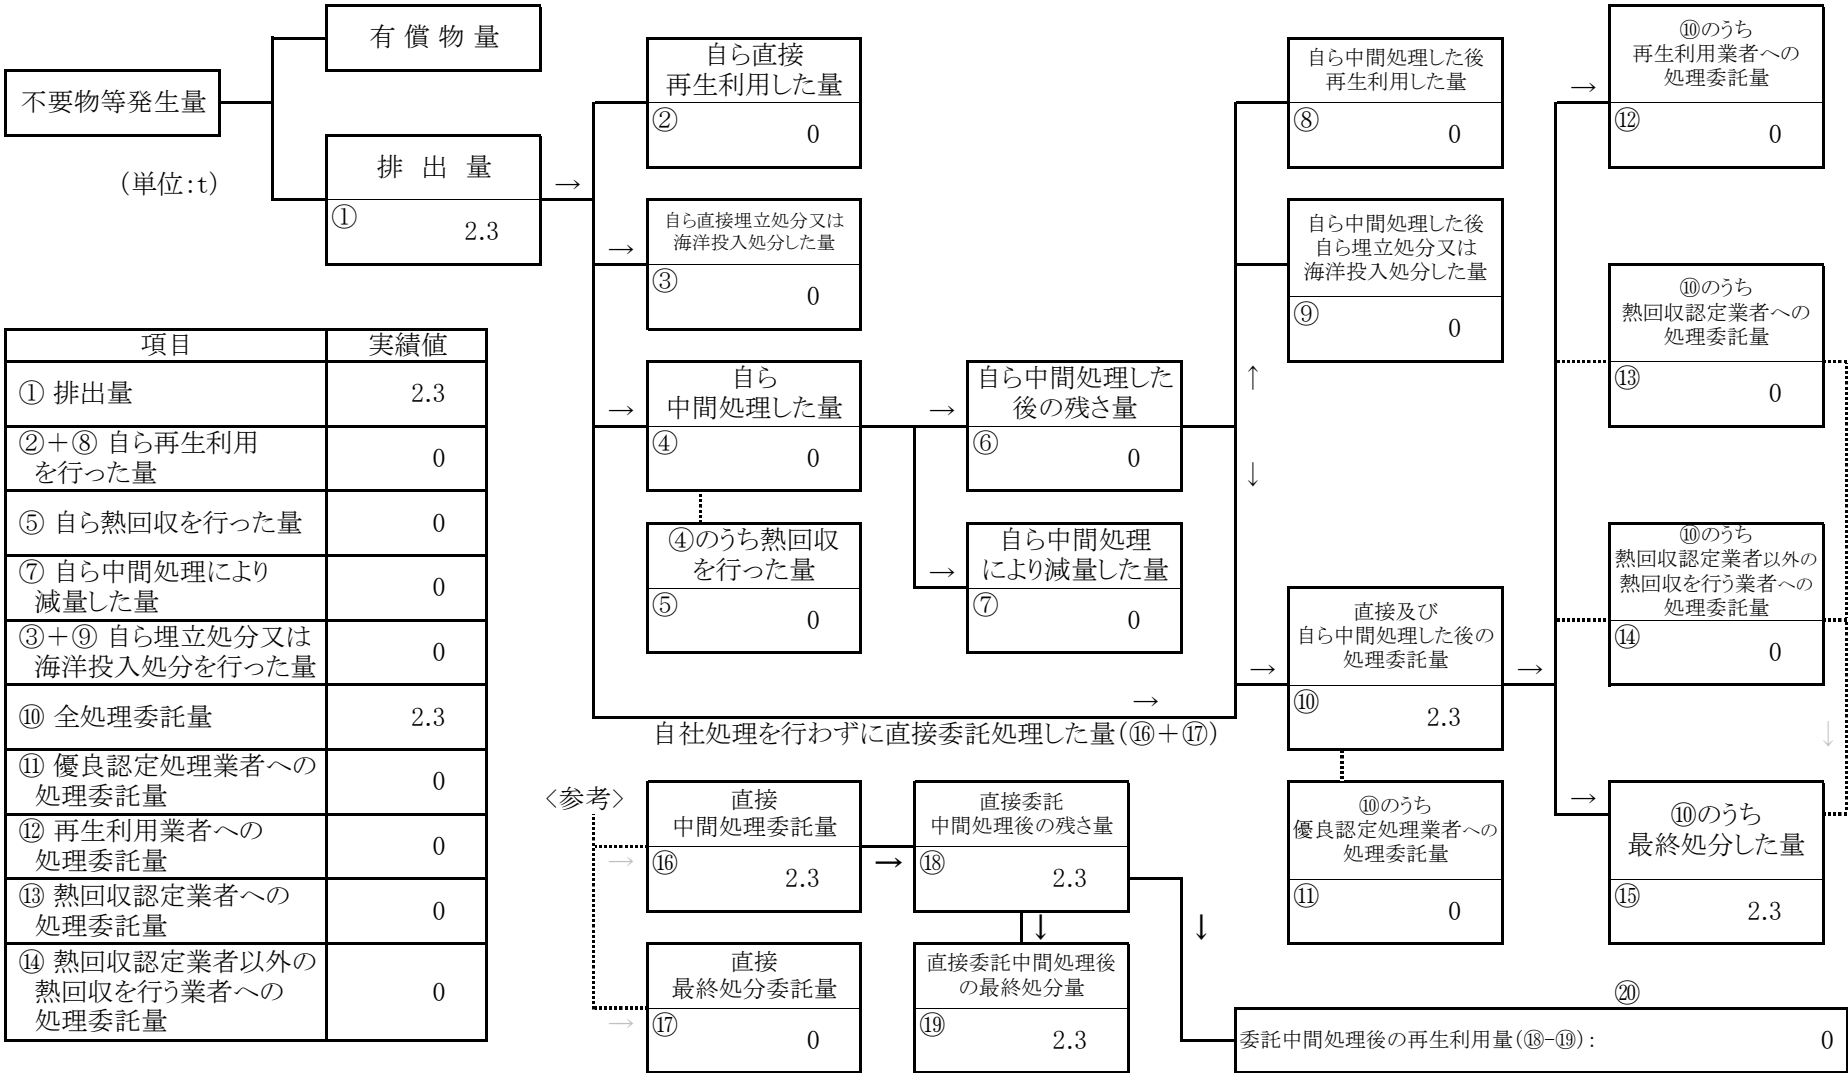 有 償 物 量
不要物等発生量
排 出 量
①
2.3
(単位:t)
→
自ら直接
再生利用した量
②
0
→
自ら直接埋立処分又は
海洋投入処分した量
③
0
→
自ら
中間処理した量
④
0
④のうち熱回収
を行った量
⑤
0
→
自ら中間処理した
後の残さ量
⑥
0
→
自ら中間処理
により減量した量
⑦
0
自ら中間処理した後
再生利用した量
⑧
0
自ら中間処理した後
自ら埋立処分又は
海洋投入処分した量
⑨
0
↑
↓
→
自社処理を行わずに直接委託処理した量(⑯+⑰)
→
直接及び
自ら中間処理した後の
処理委託量
⑩
2.3
→
⑩のうち
優良認定処理業者への
処理委託量
⑪
0
→
⑩のうち
再生利用業者への
処理委託量
⑫
0
⑩のうち
熱回収認定業者への
処理委託量
⑬
0
⑩のうち
熱回収認定業者以外の
熱回収を行う業者への
処理委託量
⑭
0
↓
→
⑩のうち
最終処分した量
⑮
2.3
項目 実績値
① 排出量 2.3
②+⑧ 自ら再生利用
を行った量 0
⑤ 自ら熱回収を行った量 0
⑦ 自ら中間処理により
減量した量 0
③+⑨ 自ら埋立処分又は
海洋投入処分を行った量 0
⑩ 全処理委託量 2.3
⑪ 優良認定処理業者への
処理委託量 0
⑫ 再生利用業者への
処理委託量 0
⑬ 熱回収認定業者への
処理委託量 0
⑭ 熱回収認定業者以外の
熱回収を行う業者への
処理委託量 0
〈参考〉
→
直接
中間処理委託量
⑯
2.3
→
直接委託
中間処理後の残さ量
⑱
2.3
↓
↓
→
直接
最終処分委託量
⑰
0
直接委託中間処理後
の最終処分量
⑲
2.3
⑳
委託中間処理後の再生利用量(⑱-⑲): 0